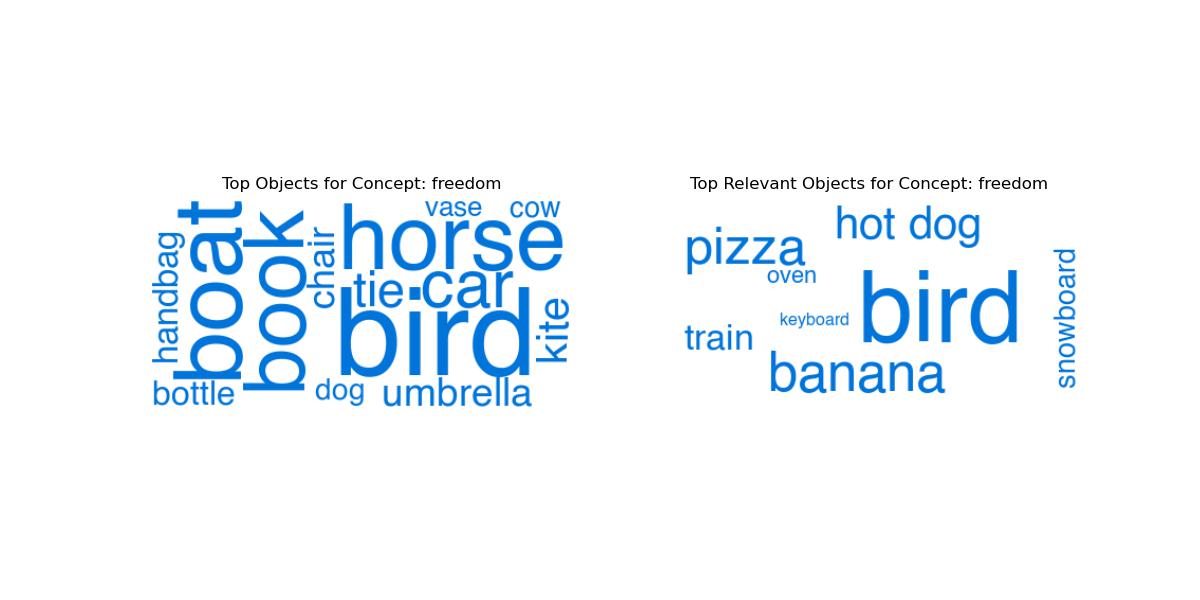 Top Objects for Concept: freedom
vase
cow
handbag
boat
book
chair
horse
tie
car
bird
kite
bottle
dog
umbrella
Top Relevant Objects for Concept: freedom
hot dog
pizza
oven
bird
snowboard
keyboard
train
banana